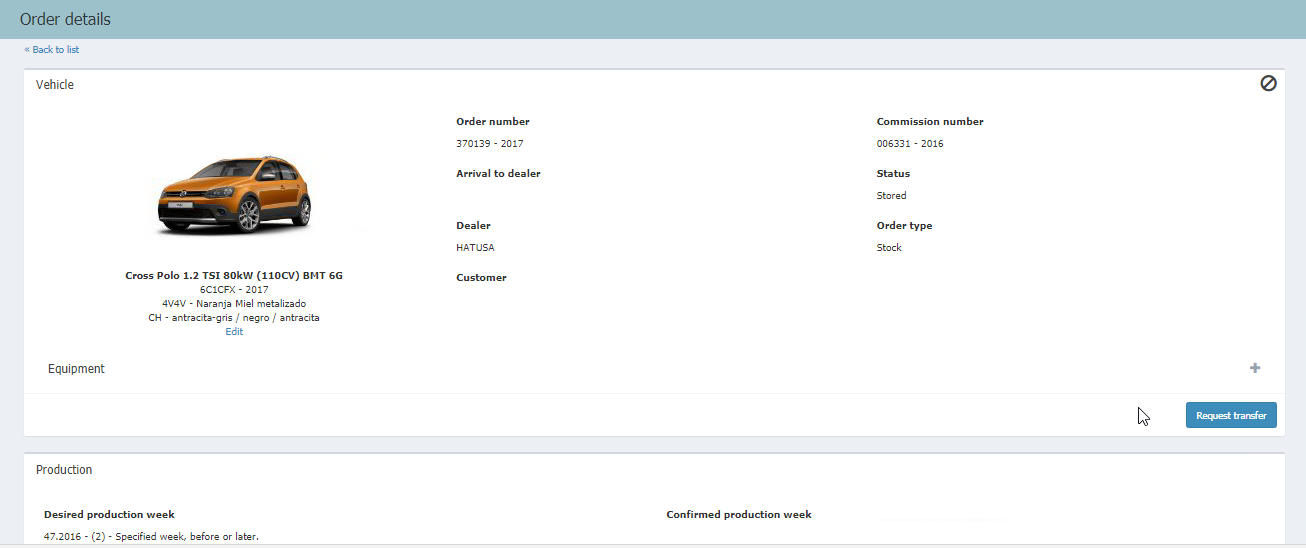 Order details
« Back to list
Vehicle
Order number
370139 - 2017
Commission number
006331 - 2016
Arrival to dealer
Status
Stored
Dealer
HATUSA
Order type
Stock
Customer
Cross Polo 1.2 TSI 80kW (110CV) BMT 6G
6C1CFX - 2017
4V4V - Naranja Miel metalizado
CH - antracita-gris / negro / antracita
Edit
Equipment
Request transfer
Production
Desired production week
47.2016 - (2) - Specified week, before or later.
Confirmed production week